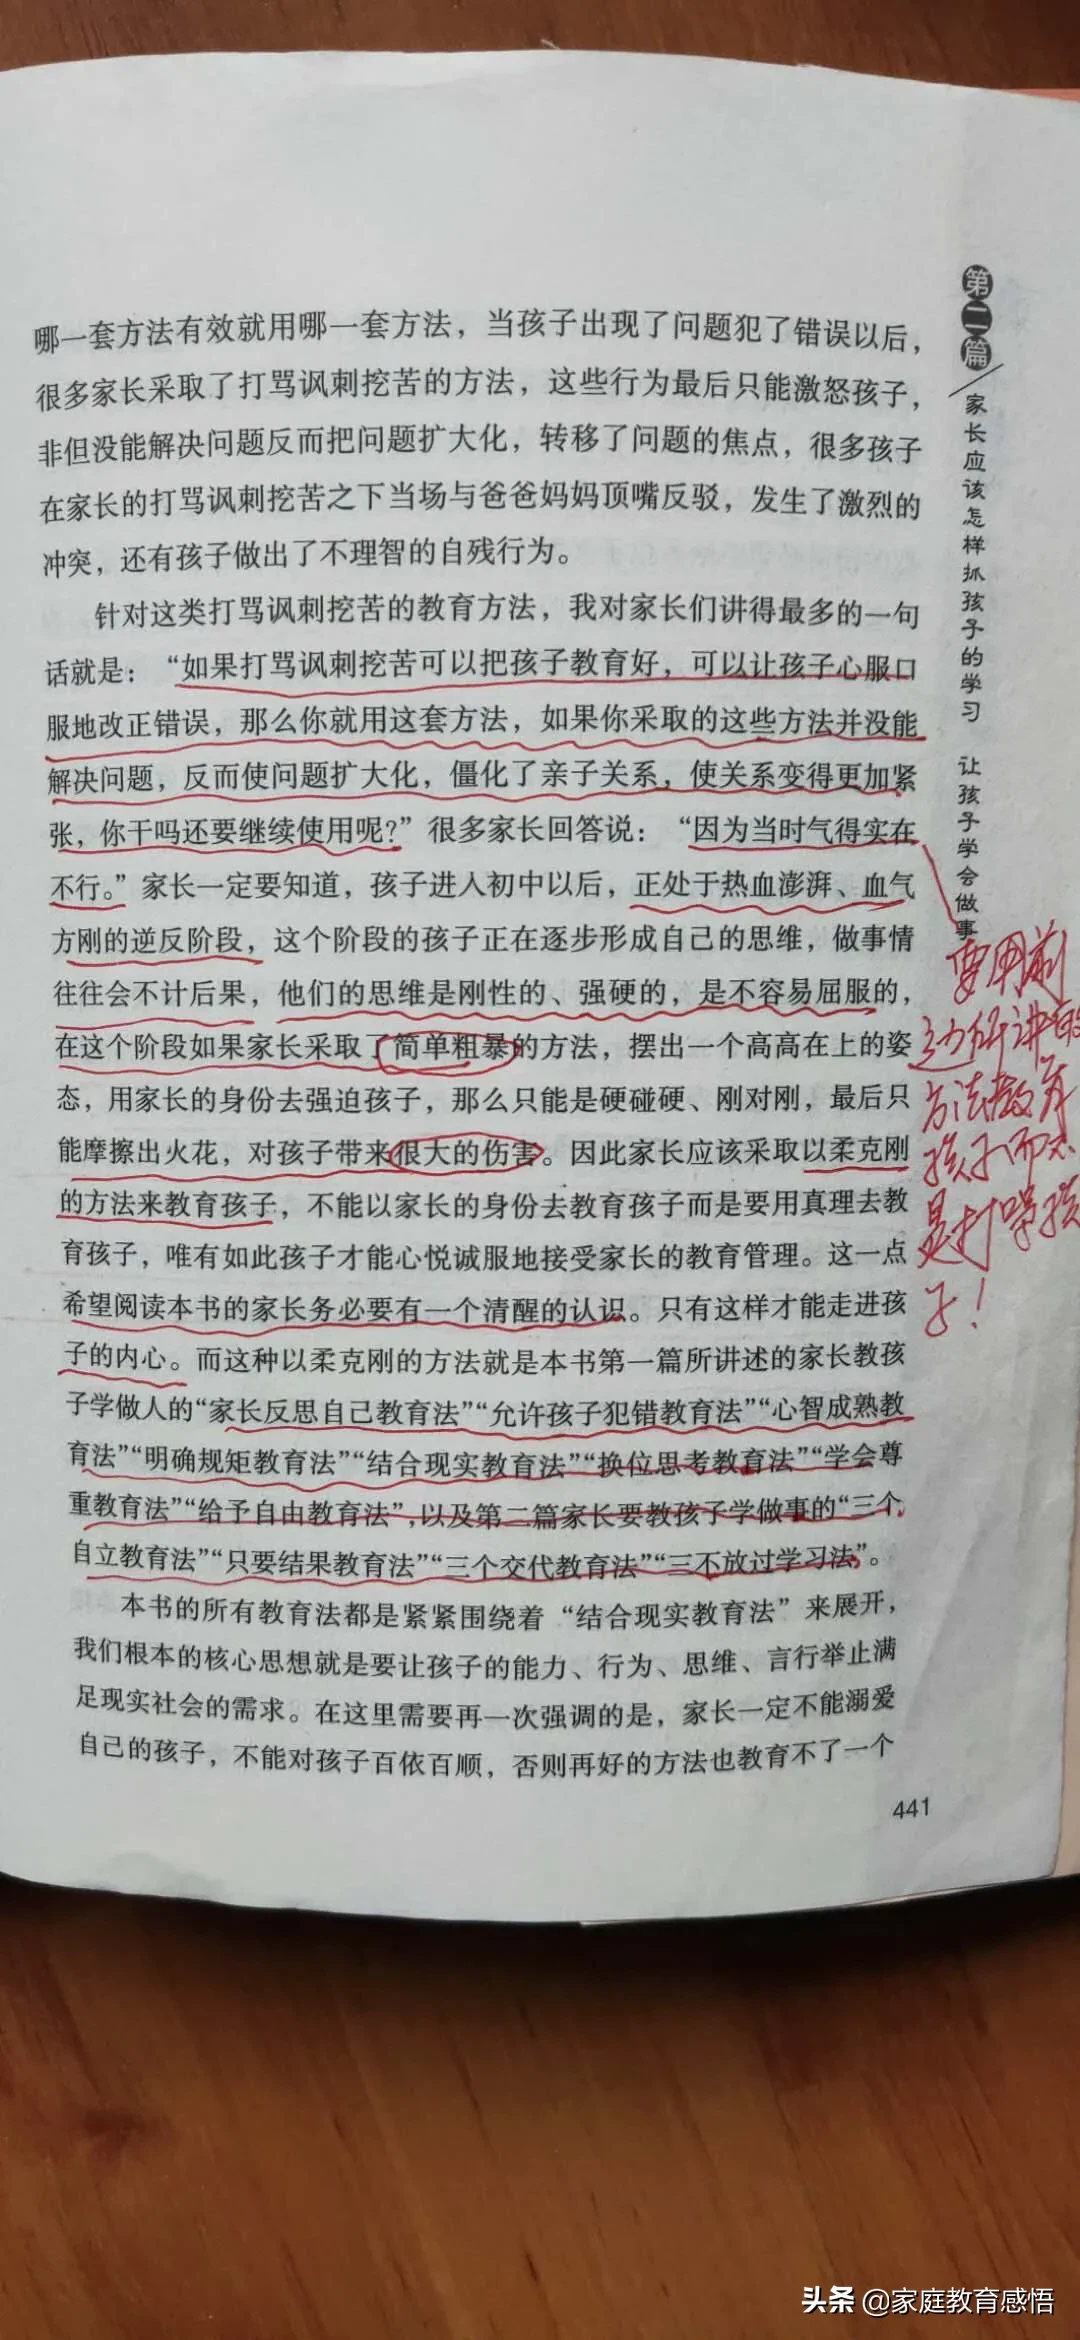 哪一套方法有效就用哪一套方法，当孩子出现了问题犯了错误以后，
很多家长采取了打骂讽刺挖苦的方法，这些行为最后只能激怒孩子，
非但没能解决问题反而把问题扩大化，转移了问题的焦点，很多孩子
在家长的打骂讽刺挖苦之下当场与爸爸妈妈顶嘴反驳，发生了激烈的
冲突，还有孩子做出了不理智的自残行为。
针对这类打骂讽刺挖苦的教育方法，我对家长们讲得最多的一句
话就是：“如果打骂讽刺挖苦可以把孩子教育好，可以让孩子心服口
服地改正错误，那么你就用这套方法，如果你采取的这些方法并没能
解决问题，反而使问题扩大化，僵化了亲子关系，使关系变得更加紧
张，你干吗还要继续使用呢？”很多家长回答说：“因为当时气得实在
不行。”家长一定要知道，孩子进入初中以后，正处于热血澎湃、血气
方刚的逆反阶段，这个阶段的孩子正在逐步形成自己的思维，做事情
往往会不计后果，他们的思维是刚性的、强硬的，是不容易屈服的，
在这个阶段如果家长采取了简单粗暴的方法，摆出一个高高在上的姿
态，用家长的身份去强迫孩子，那么只能是硬碰硬、刚对刚，最后只
能摩擦出火花，对孩子带来很大的伤害。因此家长应该采取以柔克刚
的方法来教育孩子，不能以家长的身份去教育孩子而是要用真理去教
育孩子，唯有如此孩子才能心悦诚服地接受家长的教育管理。这一点
希望阅读本书的家长务必要有一个清醒的认识。只有这样才能走进孩
子的内心。而这种以柔克刚的方法就是本书第一篇所讲述的家长教孩
子学做人的“家长反思自己教育法”“允许孩子犯错教育法”“心智成熟教
育法”“明确规矩教育法”“结合现实教育法”“换位思考教育法”“学会尊
重教育法”“给予自由教育法”，以及第二篇家长要教孩子学做事的“三个
自立教育法”“只要结果教育法”“三个交代教育法”“三不放过学习法”。
本书的所有教育法都是紧紧围绕着“结合现实教育法”来展开，
我们根本的核心思想就是要让孩子的能力、行为、思维、言行举止满
足现实社会的需求。在这里需要再一次强调的是，家长一定不能溺爱
自己的孩子，不能对孩子百依百顺，否则再好的方法也教育不了一个
441
第二篇
家长应该怎样抓孩子的学习 让孩子学会做事
要用前
边所讲的
方法教育
孩子而不
是打骂孩
子！
头条 @家庭教育感悟